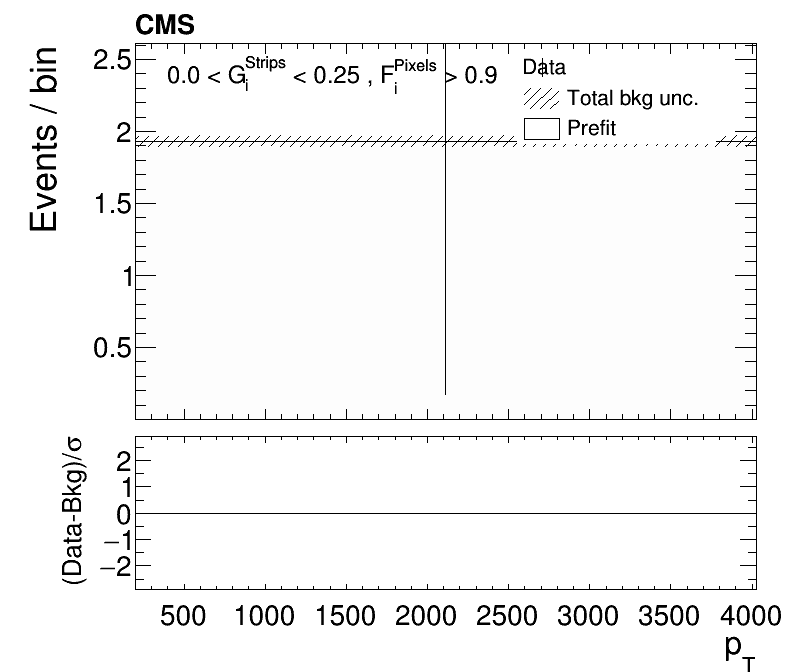 CMS
Events / bin
2.5
2
1.5
1
0.5
0.0 < G_i^Strips < 0.25 , F_i^Pixels > 0.9
Data
Total bkg unc.
Prefit
(Data-Bkg)/σ
2
1
0
−1
−2
500 1000 1500 2000 2500 3000 3500 4000
p_T